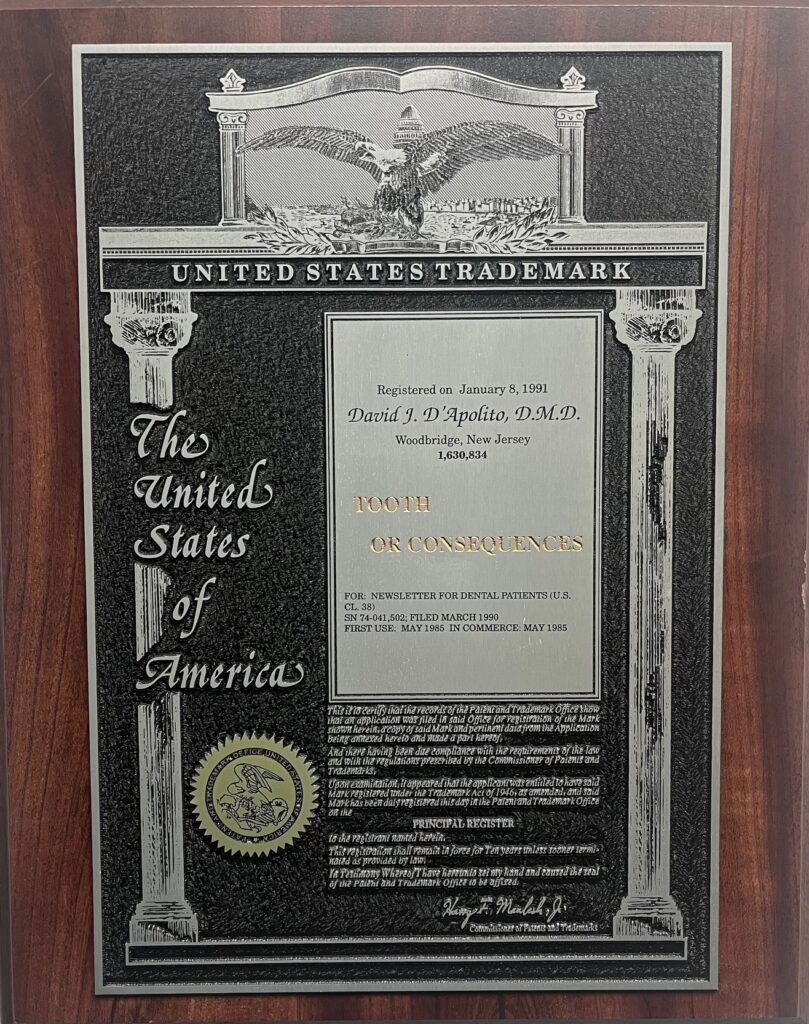 UNITED STATES TRADEMARK
The
United
States
of
America
Registered on January 8, 1991
David J. D'Apolito, D.M.D.
Woodbridge, New Jersey
1,630,834
TOOTH
OR CONSEQUENCES
FOR: NEWSLETTER FOR DENTAL PATIENTS (U.S.
CL. 38)
SN 74-041,502; FILED MARCH 1990
FIRST USE: MAY 1985 IN COMMERCE: MAY 1985
This is to certify that the records of the Patent and Trademark Office show
that an application was filed in said Office for registration of the Mark
shown herein, a copy of said Mark and pertinent data from the Application
being annexed hereto and made a part hereof,
And there having been due compliance with the requirements of the law
and with the regulations prescribed by the Commissioner of Patents and
Trademarks,
Upon examination, it appeared that the applicant was entitled to have said
Mark registered under the Trademark Act of 1946, as amended, and said
Mark has been duly registered this day in the Patent and Trademark Office
on the
PRINCIPAL REGISTER
to the registrant named herein.
This registration shall remain in force for Ten years unless sooner termi-
nated as provided by law.
In Testimony Whereof I have hereunto set my hand and caused the seal
of the Patent and Trademark Office to be affixed.
Harry F. Manbeck, Jr.
Commissioner of Patents and Trademarks